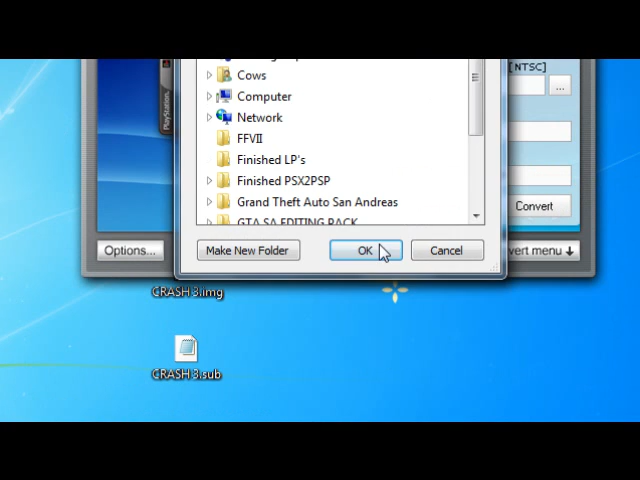 [NTSC]
Cows
...
Computer
PlayStation
Network
FFVII
Finished LP's
Finished PSX2PSP
Grand Theft Auto San Andreas
Convert
GTA SA EDITING PACK
Options...
Make New Folder
OK
Cancel
vert menu
CRASH 3.img
CRASH 3.sub